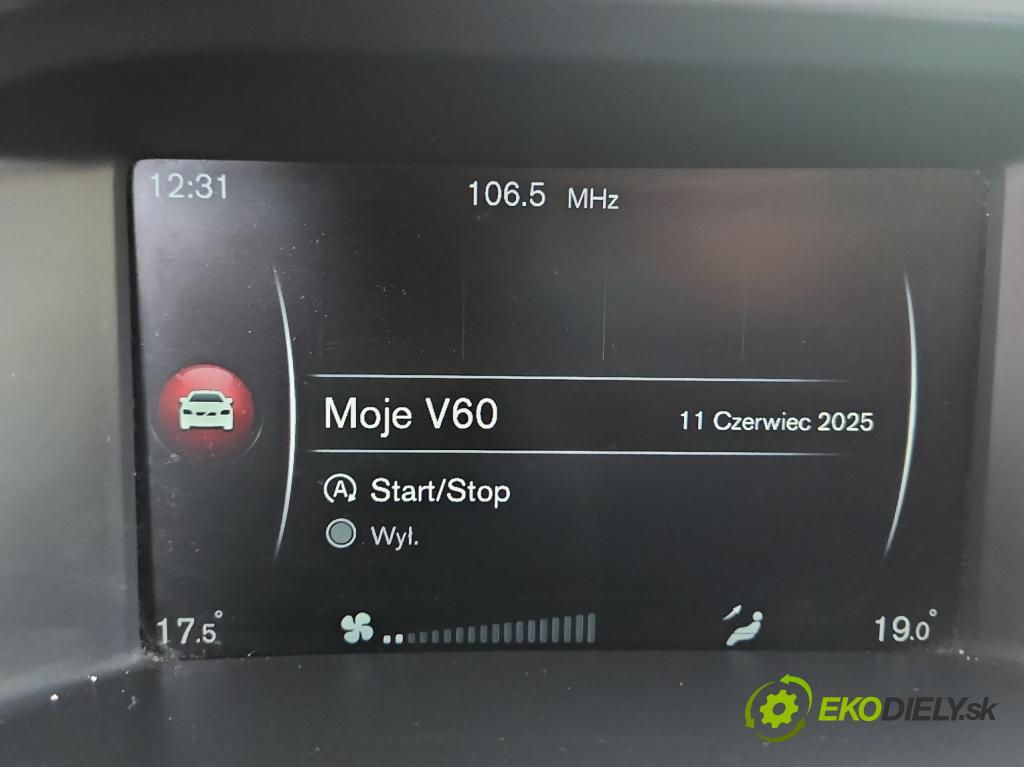 12:31
106.5 MHz
Moje V60
11 Czerwiec 2025
A Start/Stop
Wył.
17.5°
19.0°
EKODIELY.sk